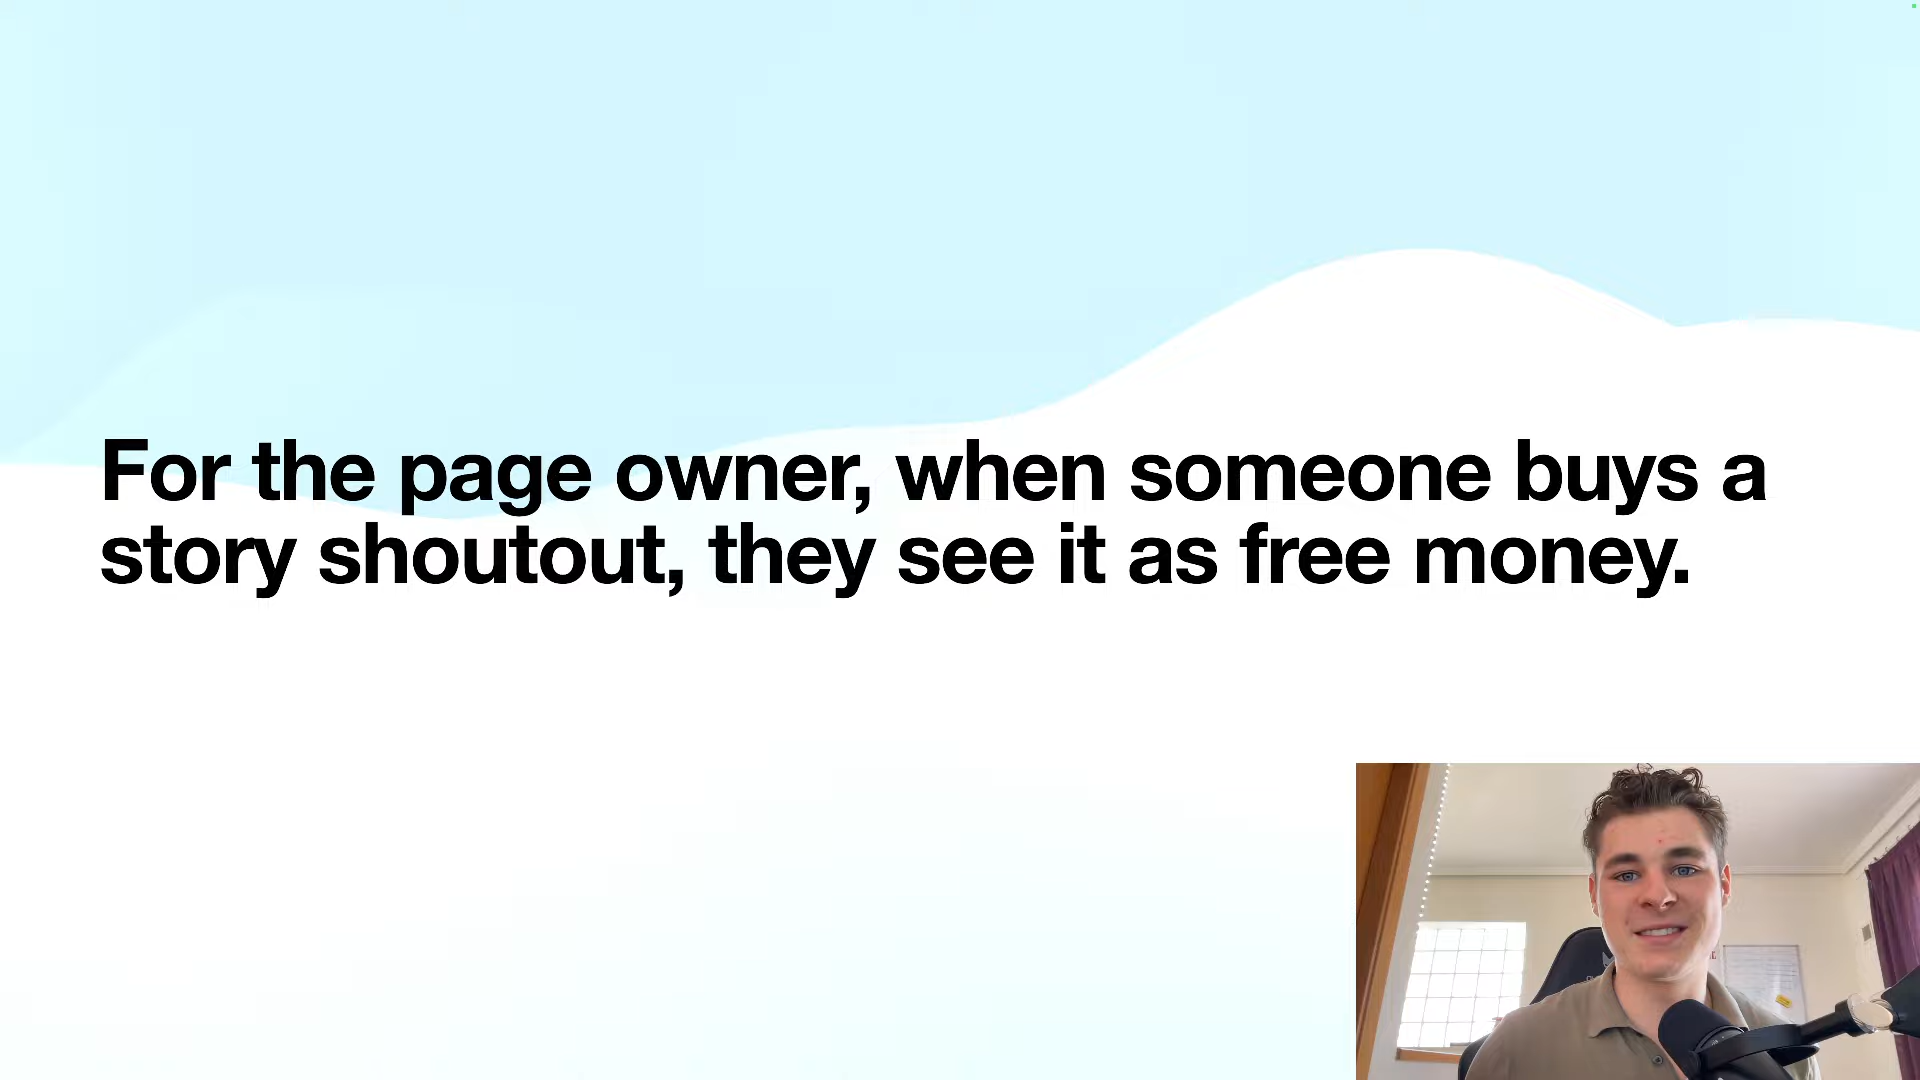 For the page owner, when someone buys a
story shoutout, they see it as free money.